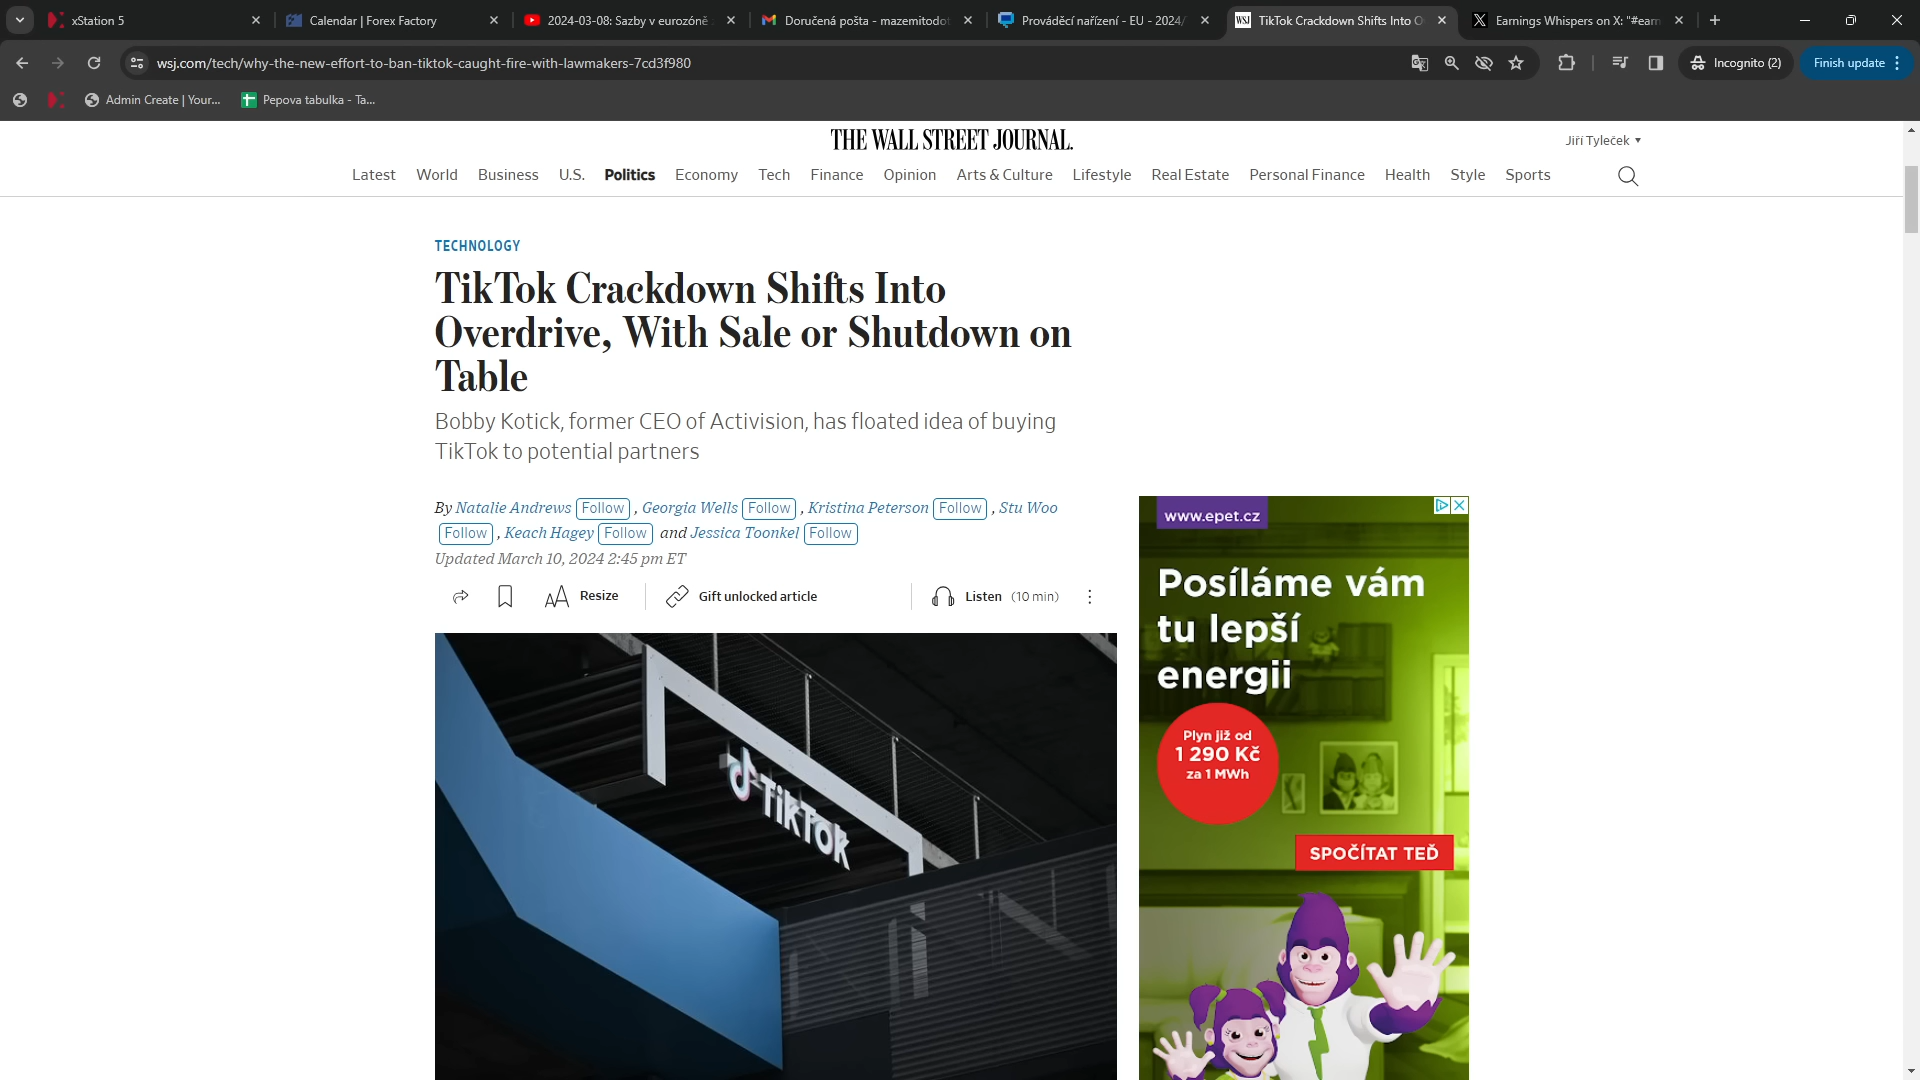 xStation 5
Calendar | Forex Factory
2024-03-08: Sazby v eurozóně
Doručená pošta - mazemitodo
Prováděcí nařízení - EU - 2024/
WSJ TikTok Crackdown Shifts Into O
Earnings Whispers on X: "#earn
wsj.com/tech/why-the-new-effort-to-ban-tiktok-caught-fire-with-lawmakers-7cd3f980
Incognito (2)
Finish update
Admin Create | Your...
Pepova tabulka - Ta...
THE WALL STREET JOURNAL.
Jiří Tyleček
Latest World Business U.S. Politics Economy Tech Finance Opinion Arts & Culture Lifestyle Real Estate Personal Finance Health Style Sports
TECHNOLOGY
TikTok Crackdown Shifts Into
Overdrive, With Sale or Shutdown on
Table
Bobby Kotick, former CEO of Activision, has floated idea of buying
TikTok to potential partners
By Natalie Andrews Follow , Georgia Wells Follow , Kristina Peterson Follow , Stu Woo
Follow , Keach Hagey Follow and Jessica Toonkel Follow
Updated March 10, 2024 2:45 pm ET
Resize
Gift unlocked article
Listen (10 min)
TikTok
www.epet.cz
Posíláme vám
tu lepší
energii
Plyn již od
1 290 Kč
za 1 MWh
SPOČÍTAT TEĎ